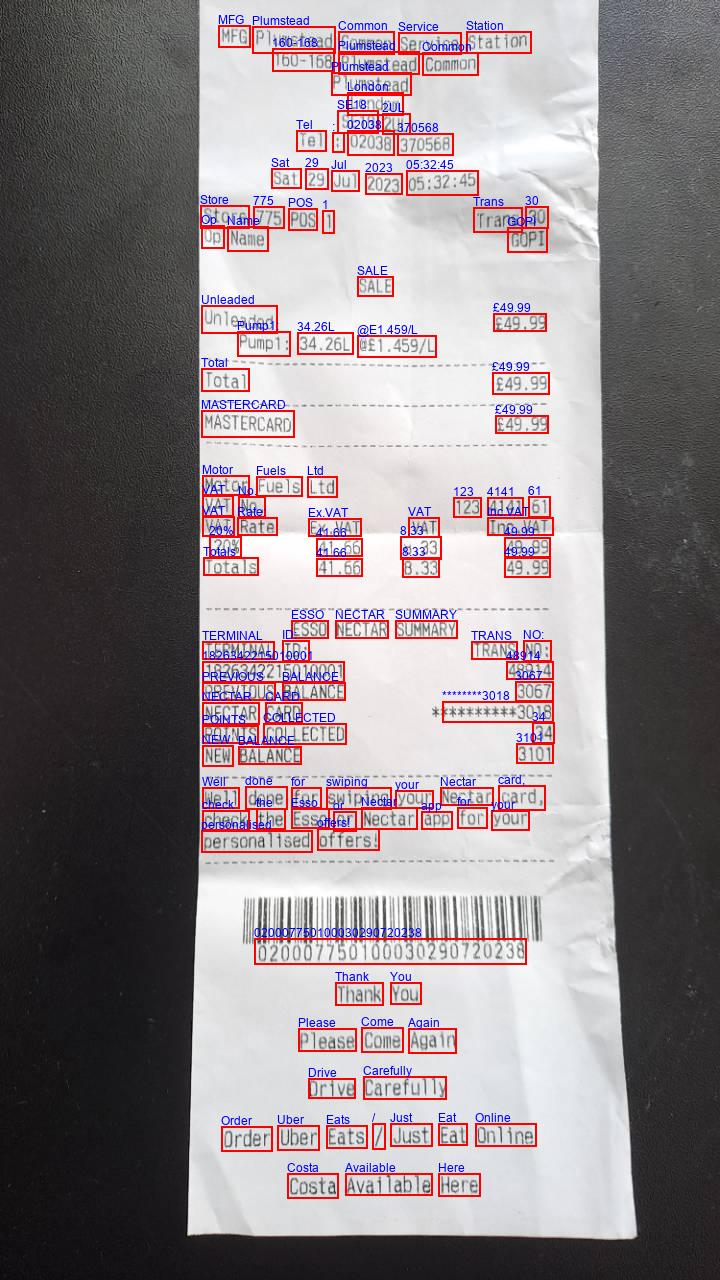 MFG Plumstead Common Service Station
160-168 Plumstead Common
Plumstead
London
SE18 2UL
Tel : 02038 370568
Sat 29 Jul 2023 05:32:45
Store 775 POS 1 Trans 30
Op Name GOPI
SALE
Unleaded £49.99
Pump1: 34.26L @£1.459/L
Total £49.99
MASTERCARD £49.99
Motor Fuels Ltd
VAT No. 123 4141 61
VAT Rate Ex.VAT VAT Inc.VAT
20% 41.66 8.33 49.99
Totals 41.66 8.33 49.99
ESSO NECTAR SUMMARY
TERMINAL ID: TRANS NO:
1826342215010001 48914
PREVIOUS BALANCE 3067
NECTAR CARD **********3018
POINTS COLLECTED 34
NEW BALANCE 3101
Well done for swiping your Nectar card,
check the Esso or Nectar app for your
personalised offers!
020007750100030290720238
Thank You
Please Come Again
Drive Carefully
Order Uber Eats / Just Eat Online
Costa Available Here